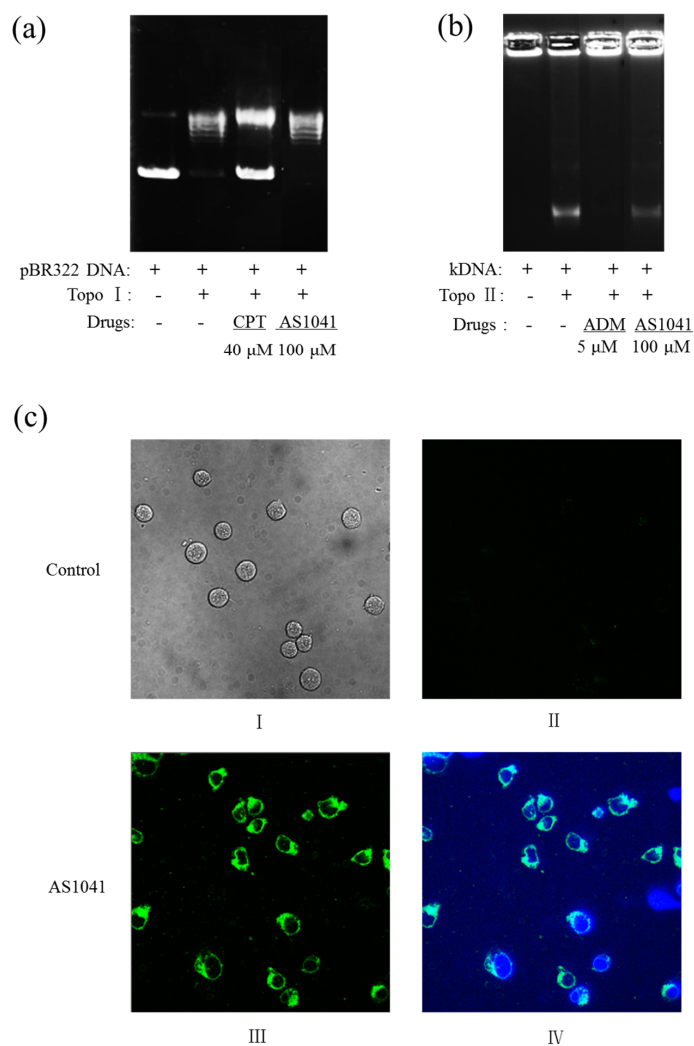 (a)
pBR322 DNA: + + + +
Topo Ⅰ: - + + +
Drugs: - - CPT AS1041
40 μM 100 μM
(b)
kDNA: + + + +
Topo Ⅱ: - + + +
Drugs : - - ADM AS1041
5 μM 100 μM
(c)
Control
Ⅰ
Ⅱ
AS1041
Ⅲ
Ⅳ